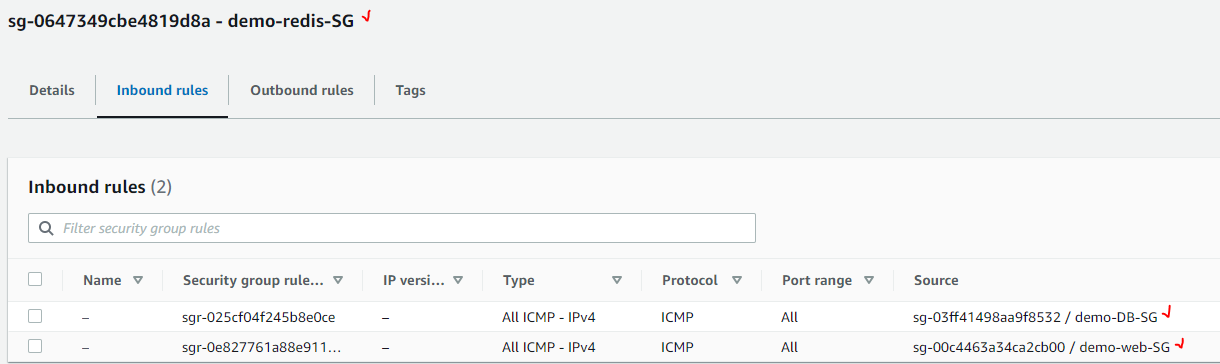 sg-0647349cbe4819d8a - demo-redis-SG
Details Inbound rules Outbound rules Tags
Inbound rules (2)
Filter security group rules
Name Security group rule... IP versi... Type Protocol Port range Source
– sgr-025cf04f245b8e0ce – All ICMP - IPv4 ICMP All sg-03ff41498aa9f8532 / demo-DB-SG
– sgr-0e827761a88e911... – All ICMP - IPv4 ICMP All sg-00c4463a34ca2cb00 / demo-web-SG